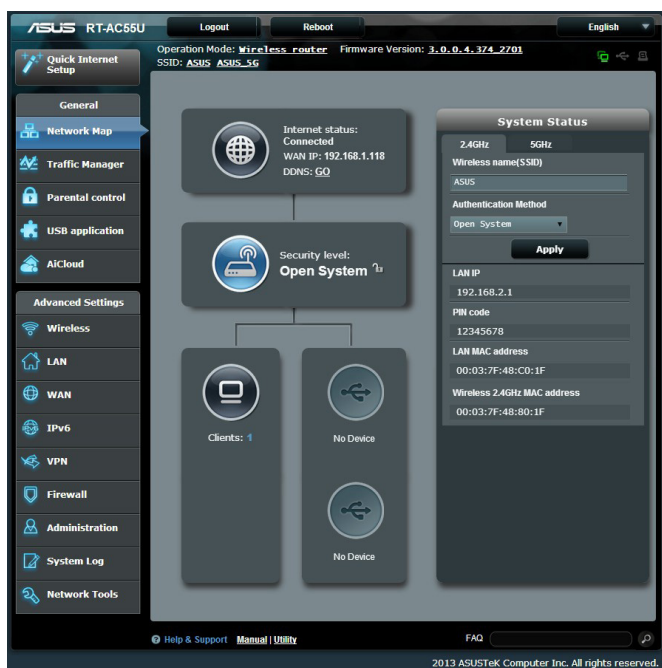 ASUS RT-AC55U
Logout
Reboot
English
Quick Internet Setup
Operation Mode: Wireless router Firmware Version: 3.0.0.4.374_2701
SSID: ASUS ASUS_5G
General
Network Map
Traffic Manager
Parental control
USB application
AiCloud
Advanced Settings
Wireless
LAN
WAN
IPv6
VPN
Firewall
Administration
System Log
Network Tools
Internet status:
Connected
WAN IP: 192.168.1.118
DDNS: GO
Security level:
Open System
Clients: 1
No Device
No Device
System Status
2.4GHz 5GHz
Wireless name(SSID)
ASUS
Authentication Method
Open System
Apply
LAN IP
192.168.2.1
PIN code
12345678
LAN MAC address
00:03:7F:48:C0:1F
Wireless 2.4GHz MAC address
00:03:7F:48:80:1F
Help & Support Manual | Utility
FAQ
2013 ASUSTeK Computer Inc. All rights reserved.